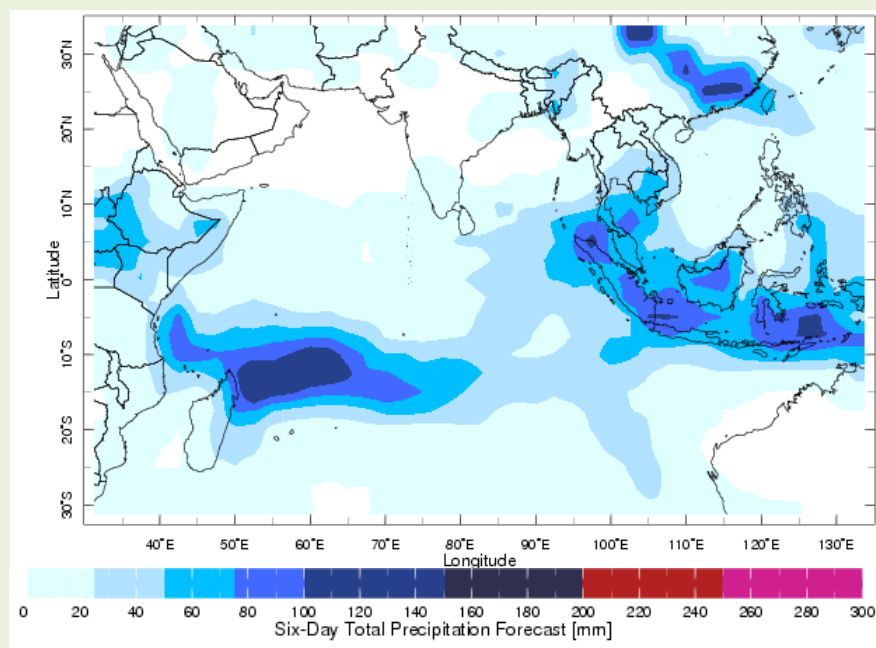 30°N
20°N
10°N
0°
10°S
20°S
30°S
Latitude
40°E 50°E 60°E 70°E 80°E 90°E 100°E 110°E 120°E 130°E
Longitude
0 20 40 60 80 100 120 140 160 180 200 220 240 260 280 300
Six-Day Total Precipitation Forecast [mm]